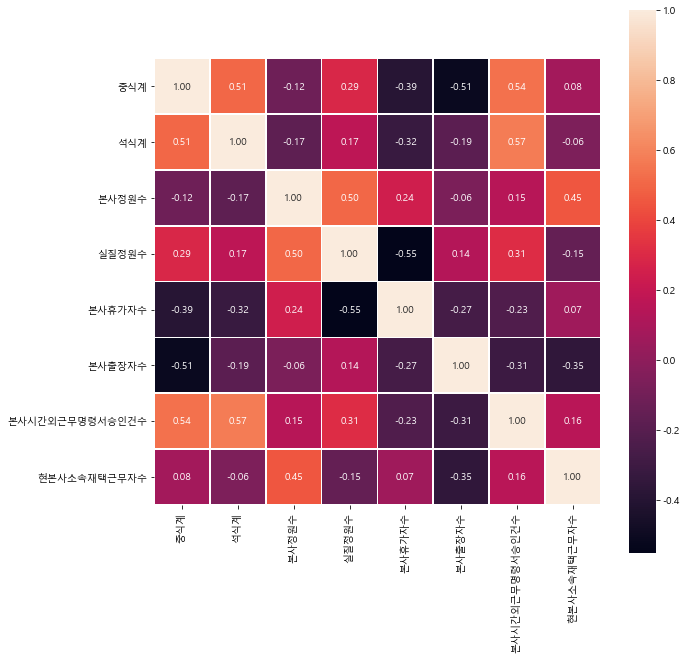 1.0
중식계 1.00 0.51 -0.12 0.29 -0.39 -0.51 0.54 0.08
0.8
석식계 0.51 1.00 -0.17 0.17 -0.32 -0.19 0.57 -0.06
0.6
본사정원수 -0.12 -0.17 1.00 0.50 0.24 -0.06 0.15 0.45
0.4
실질정원수 0.29 0.17 0.50 1.00 -0.55 0.14 0.31 -0.15
0.2
본사휴가자수 -0.39 -0.32 0.24 -0.55 1.00 -0.27 -0.23 0.07
0.0
본사출장자수 -0.51 -0.19 -0.06 0.14 -0.27 1.00 -0.31 -0.35
-0.2
본사시간외근무명령서승인건수 0.54 0.57 0.15 0.31 -0.23 -0.31 1.00 0.16
현본사소속재택근무자수 0.08 -0.06 0.45 -0.15 0.07 -0.35 0.16 1.00
-0.4
중식계
석식계
본사정원수
실질정원수
본사휴가자수
본사출장자수
본사시간외근무명령서승인건수
현본사소속재택근무자수